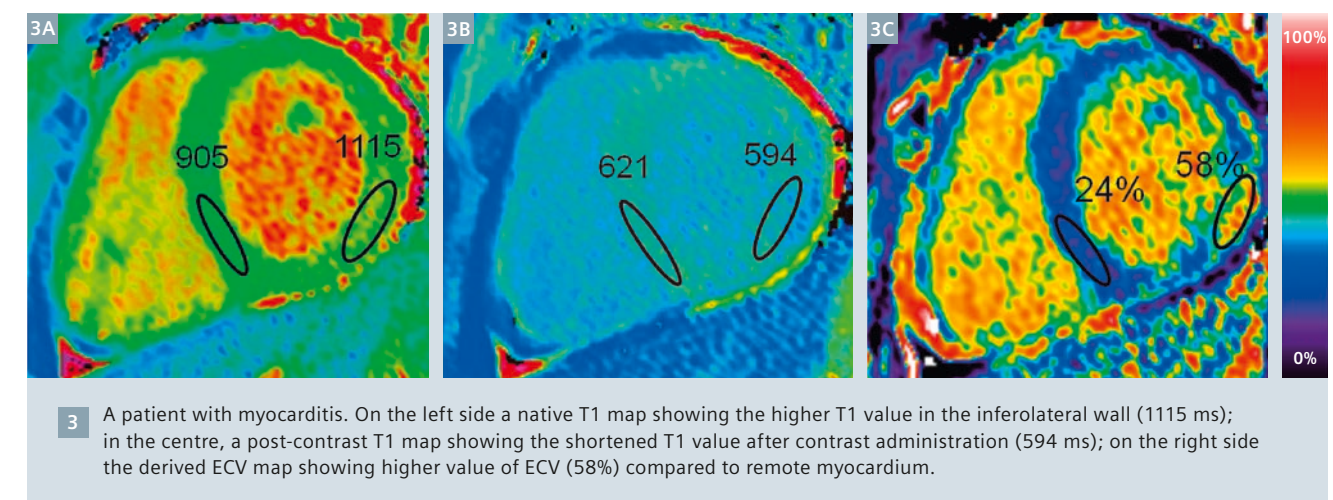 3A
3B
3C
100%
905
1115
621
594
24%
58%
0%
3
A patient with myocarditis. On the left side a native T1 map showing the higher T1 value in the inferolateral wall (1115 ms);
in the centre, a post-contrast T1 map showing the shortened T1 value after contrast administration (594 ms); on the right side
the derived ECV map showing higher value of ECV (58%) compared to remote myocardium.